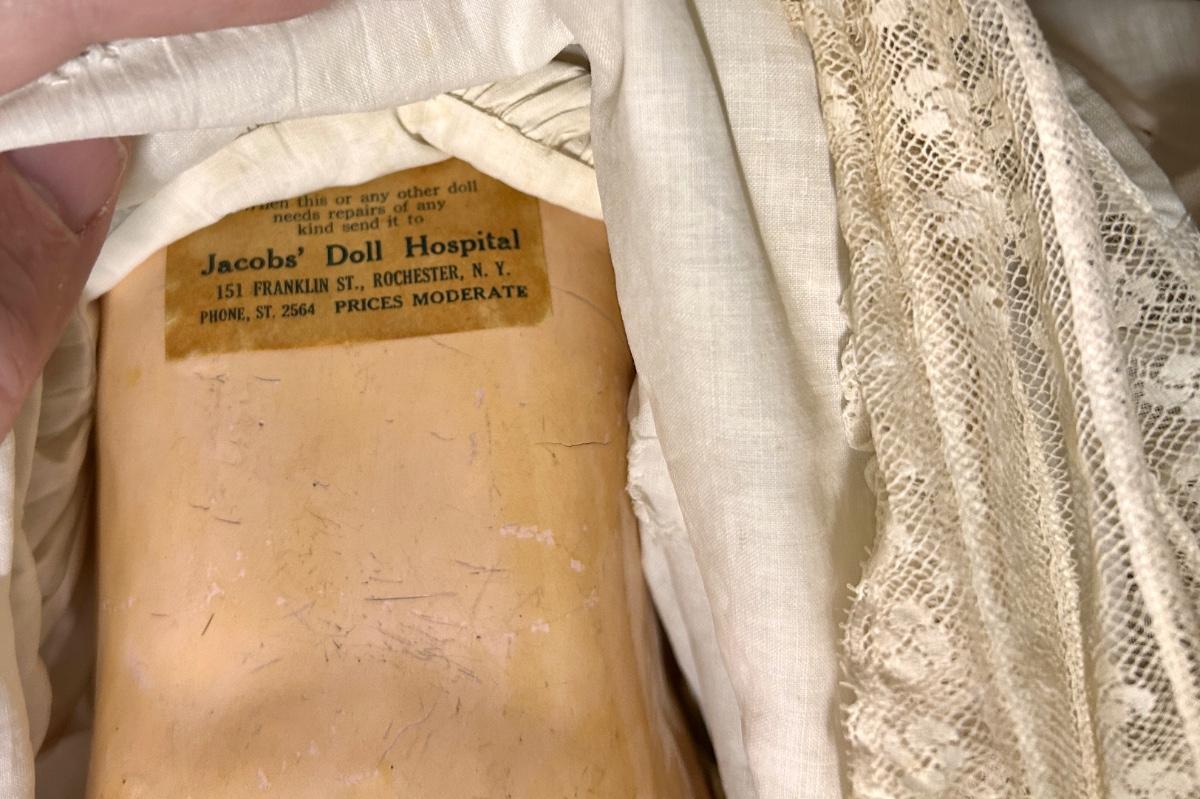 When this or any other doll
needs repairs of any
kind send it to
Jacobs' Doll Hospital
151 FRANKLIN ST., ROCHESTER, N. Y.
PHONE, ST. 2564 PRICES MODERATE